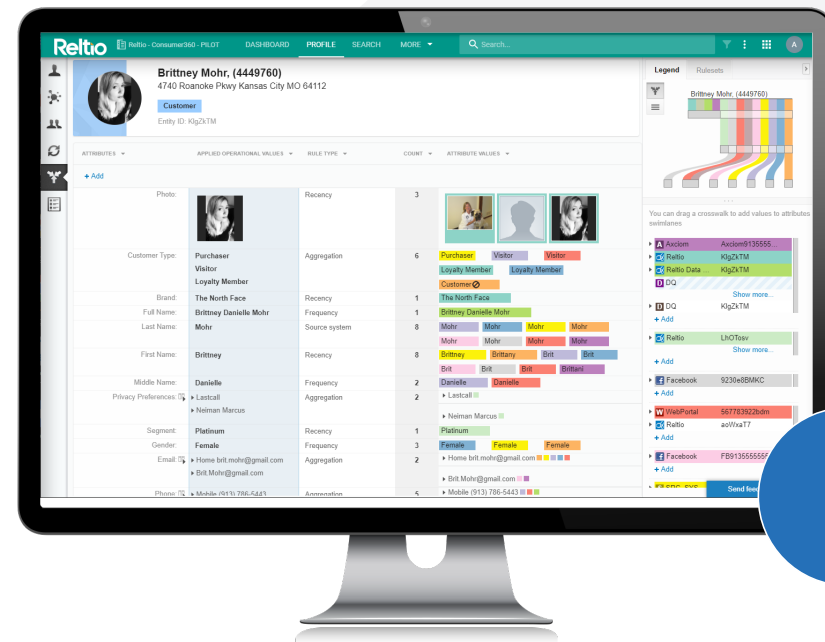 Reltio
Reltio - Consumer360 - PILOT DASHBOARD PROFILE SEARCH MORE Search... A
Brittney Mohr, (4449760)
4740 Roanoke Pkwy Kansas City MO 64112
Customer
Entity ID: KlgZkTM
ATTRIBUTES APPLIED OPERATIONAL VALUES RULE TYPE COUNT ATTRIBUTE VALUES
+ Add
Photo: Recency 3
Customer Type: Purchaser Aggregation 6 Purchaser Visitor Visitor
Visitor Loyalty Member Loyalty Member
Loyalty Member Customer
Brand: The North Face Recency 1 The North Face
Full Name: Brittney Danielle Mohr Frequency 1 Brittney Danielle Mohr
Last Name: Mohr Source system 8 Mohr Mohr Mohr Mohr
Mohr Mohr Mohr Mohr
First Name: Brittney Recency 8 Brittney Brittany Brit Brit
Brit Brit Brit Brittani
Middle Name: Danielle Frequency 2 Danielle Danielle
Privacy Preferences: Lastcall Aggregation 2 Lastcall
Neiman Marcus
Neiman Marcus
Segment: Platinum Recency 1 Platinum
Gender: Female Frequency 3 Female Female Female
Email: Home brit.mohr@gmail.com Aggregation 2 Home brit.mohr@gmail.com
Brit.Mohr@gmail.com
Brit.Mohr@gmail.com
Phone: Mobile (913) 786-5443 Aggregation 5 Mobile (913) 786-5443
Legend Rulesets
Brittney Mohr, (4449760)
You can drag a crosswalk to add values to attributes
swimlanes
A Axciom Axciom9135555...
Reltio KlgZkTM
Reltio Data ... KlgZkTM
D DQ
Show more...
D DQ KlgZkTM
+ Add
Reltio LhOTosv
Show more...
+ Add
Facebook 9230e8BMKC
+ Add
W WebPortal 567783922bdm
Reltio aoWxaT7
+ Add
Facebook FB9135555555
+ Add
SRC_SYS
Send feed